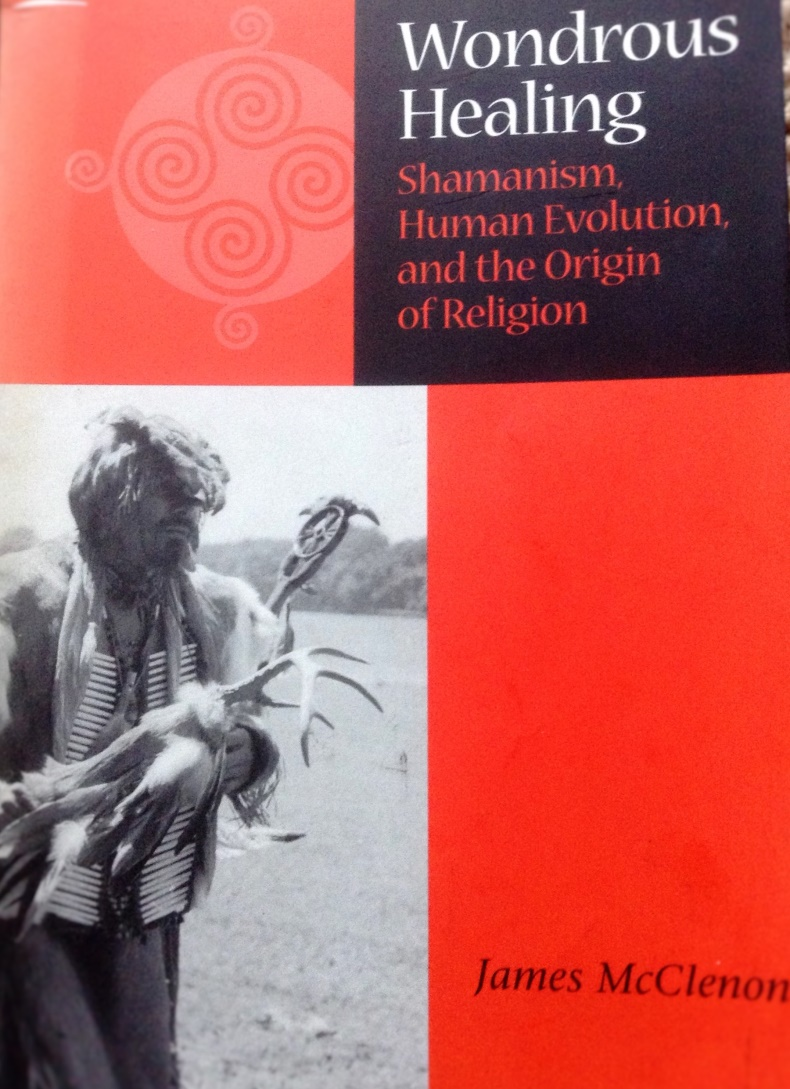 Wondrous
Healing
Shamanism,
Human Evolution,
and the Origin
of Religion
James McClenon